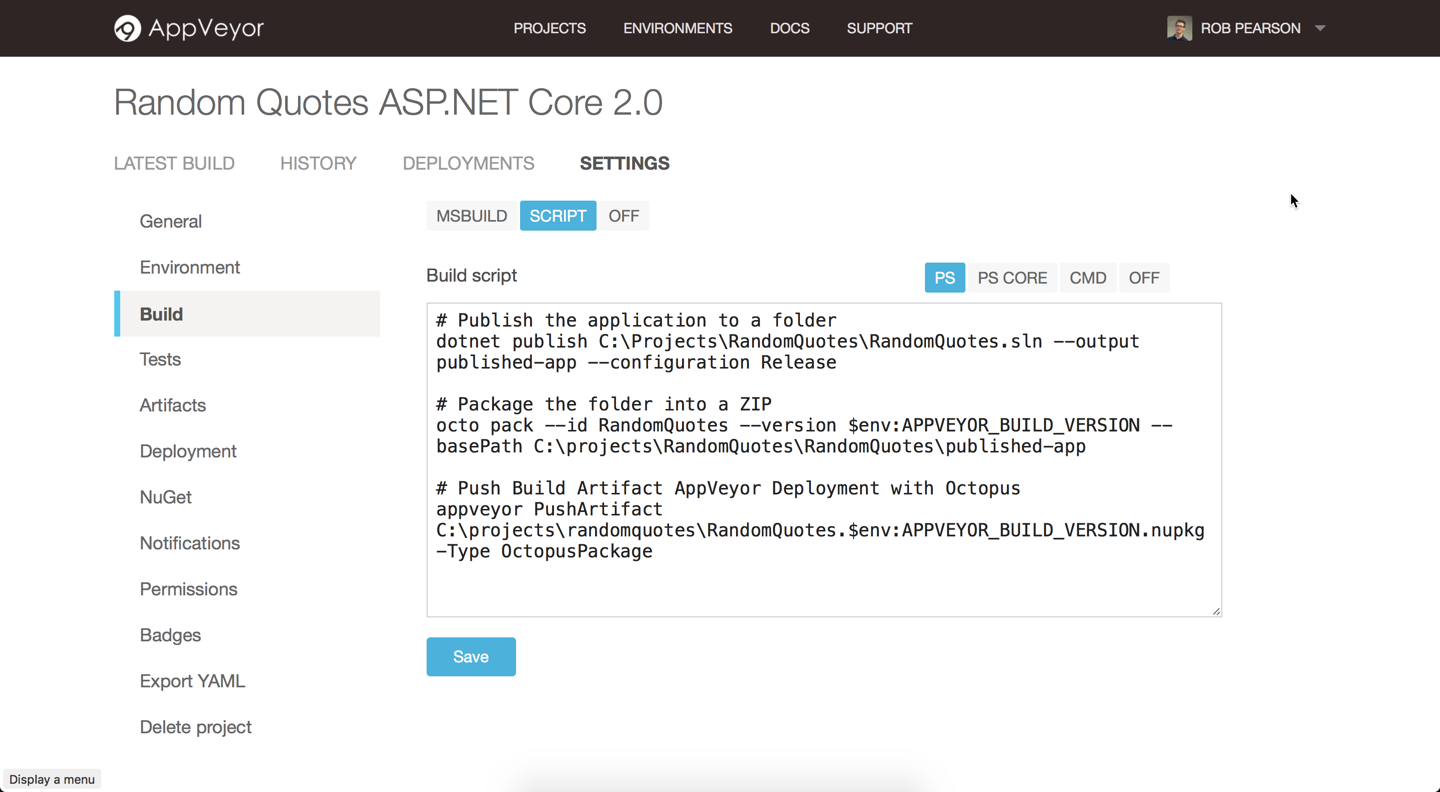 AppVeyor
PROJECTS
ENVIRONMENTS
DOCS
SUPPORT
ROB PEARSON
Random Quotes ASP.NET Core 2.0
LATEST BUILD
HISTORY
DEPLOYMENTS
SETTINGS
General
Environment
Build
Tests
Artifacts
Deployment
NuGet
Notifications
Permissions
Badges
Export YAML
Delete project
MSBUILD
SCRIPT
OFF
Build script
PS
PS CORE
CMD
OFF
# Publish the application to a folder
dotnet publish C:\Projects\RandomQuotes\RandomQuotes.sln --output
published-app --configuration Release
# Package the folder into a ZIP
octo pack --id RandomQuotes --version $env:APPVEYOR_BUILD_VERSION --
basePath C:\projects\RandomQuotes\RandomQuotes\published-app
# Push Build Artifact AppVeyor Deployment with Octopus
appveyor PushArtifact
C:\projects\randomquotes\RandomQuotes.$env:APPVEYOR_BUILD_VERSION.nupkg
-Type OctopusPackage
Save
Display a menu